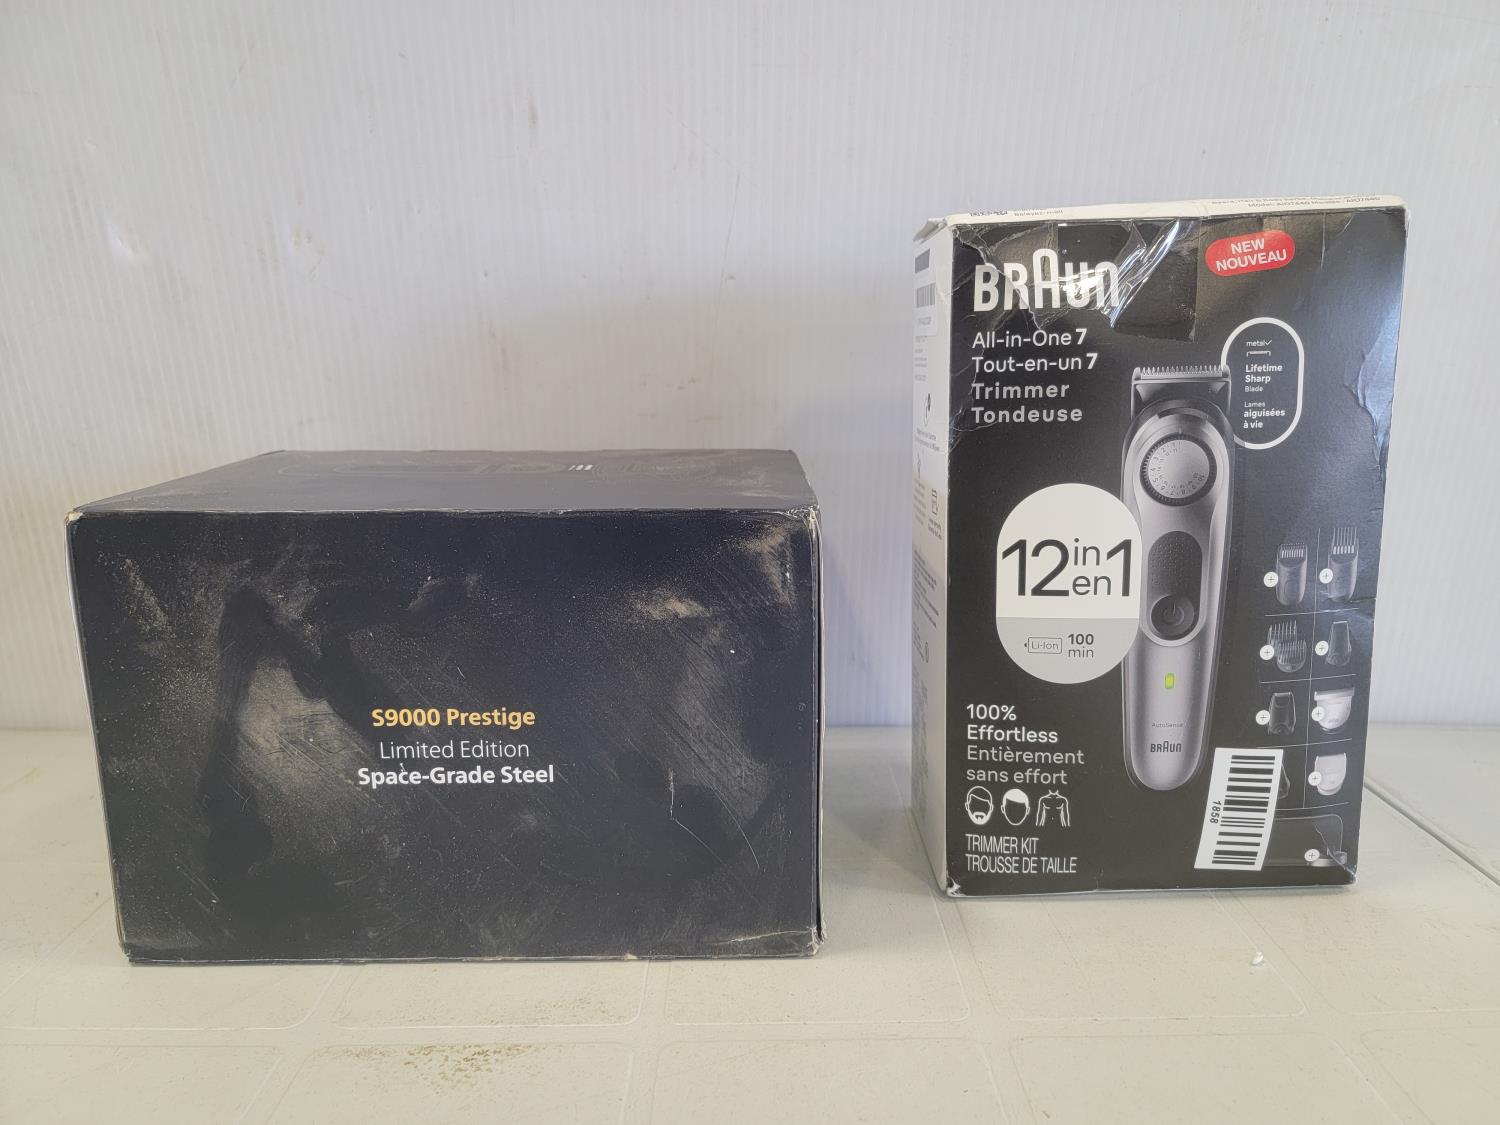 S9000 Prestige
Limited Edition
Space-Grade Steel
BRAUN
NEW
NOUVEAU
All-in-One 7
Tout-en-un 7
Trimmer
Tondeuse
metal
Lifetime
Sharp
Blade
Lames
aiguisées
à vie
12 in 1
en
Li-Ion 100
min
AutoSense
BRAUN
100%
Effortless
Entièrement
sans effort
TRIMMER KIT
TROUSSE DE TAILLE
1858